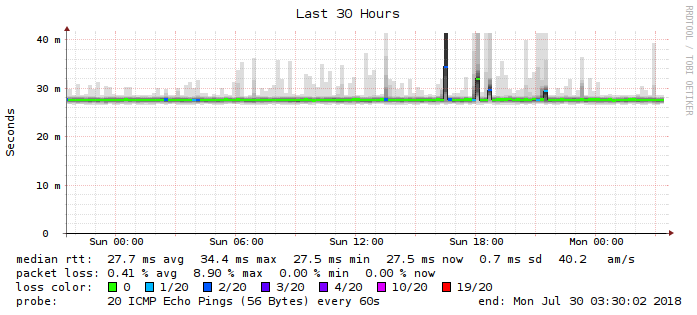 Last 30 Hours
RRDTOOL / TOBI OETIKER
Seconds
40 m
30 m
20 m
10 m
0
Sun 00:00 Sun 06:00 Sun 12:00 Sun 18:00 Mon 00:00
median rtt: 27.7 ms avg 34.4 ms max 27.5 ms min 27.5 ms now 0.7 ms sd 40.2 am/s
packet loss: 0.41 % avg 8.90 % max 0.00 % min 0.00 % now
loss color: 0 1/20 2/20 3/20 4/20 10/20 19/20
probe: 20 ICMP Echo Pings (56 Bytes) every 60s end: Mon Jul 30 03:30:02 2018